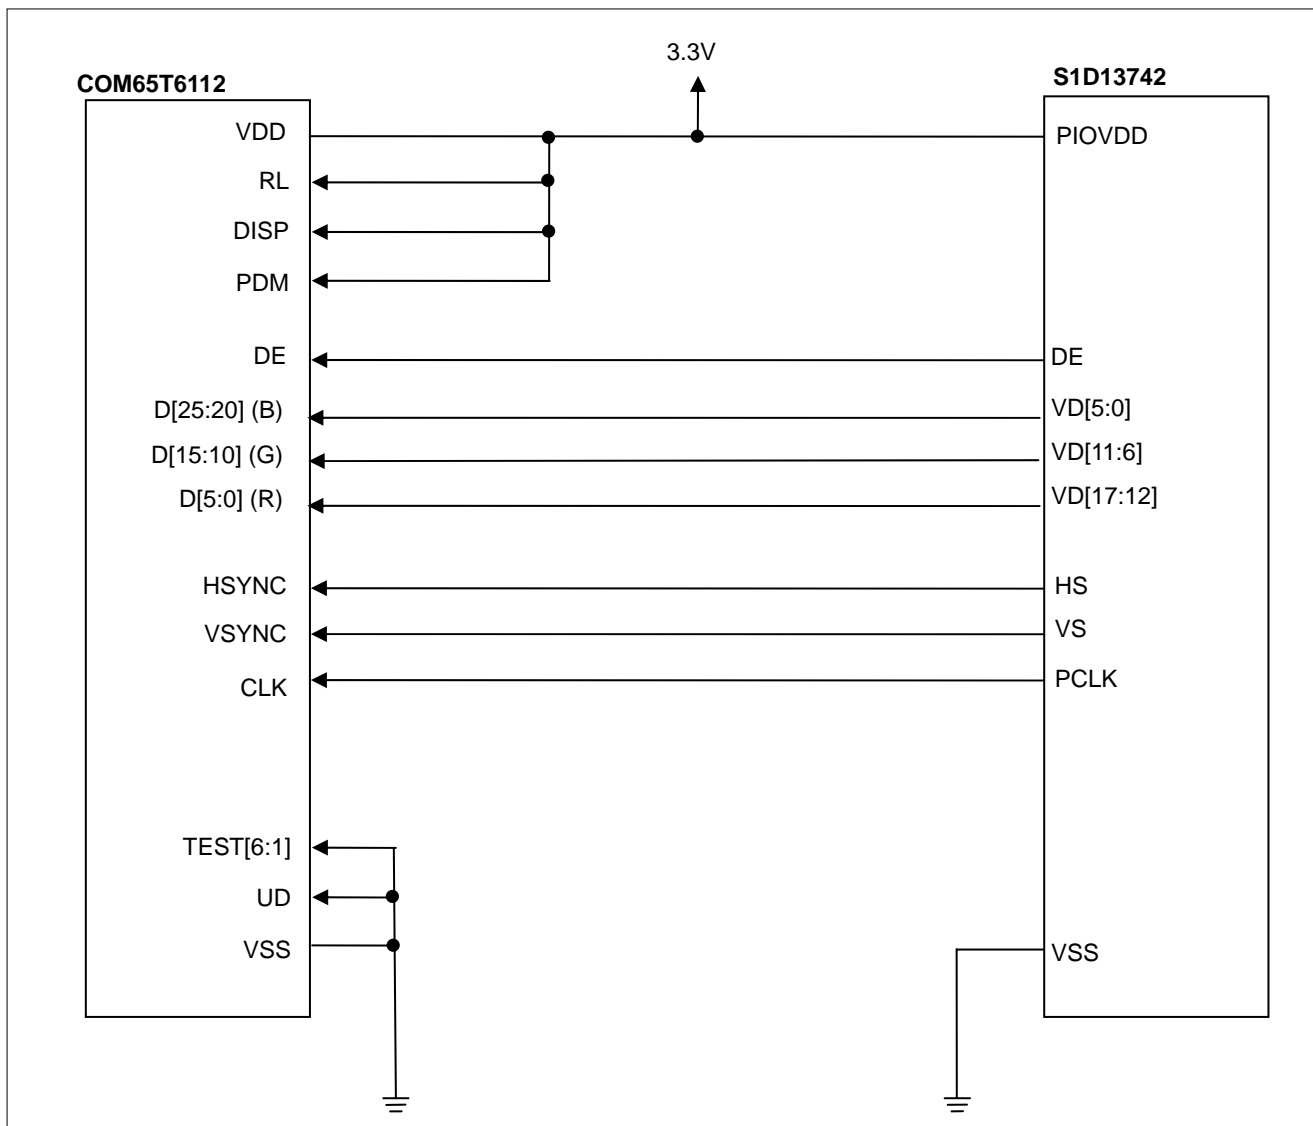 3.3V
COM65T6112
VDD
RL
DISP
PDM
DE
D[25:20] (B)
D[15:10] (G)
D[5:0] (R)
HSYNC
VSYNC
CLK
TEST[6:1]
UD
VSS
S1D13742
PIOVDD
DE
VD[5:0]
VD[11:6]
VD[17:12]
HS
VS
PCLK
VSS